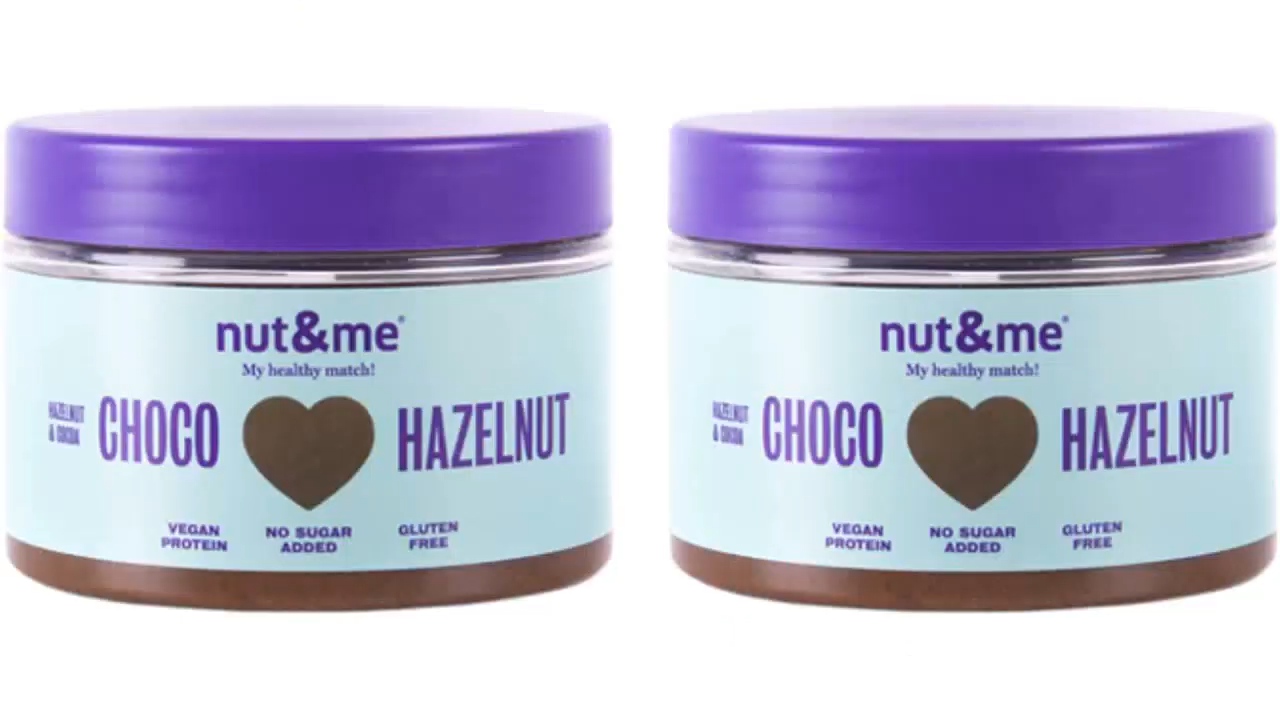 nut&me®
My healthy match!
HAZELNUT
& COCOA
CHOCO
HAZELNUT
VEGAN
PROTEIN
NO SUGAR
ADDED
GLUTEN
FREE
nut&me®
My healthy match!
HAZELNUT
& COCOA
CHOCO
HAZELNUT
VEGAN
PROTEIN
NO SUGAR
ADDED
GLUTEN
FREE